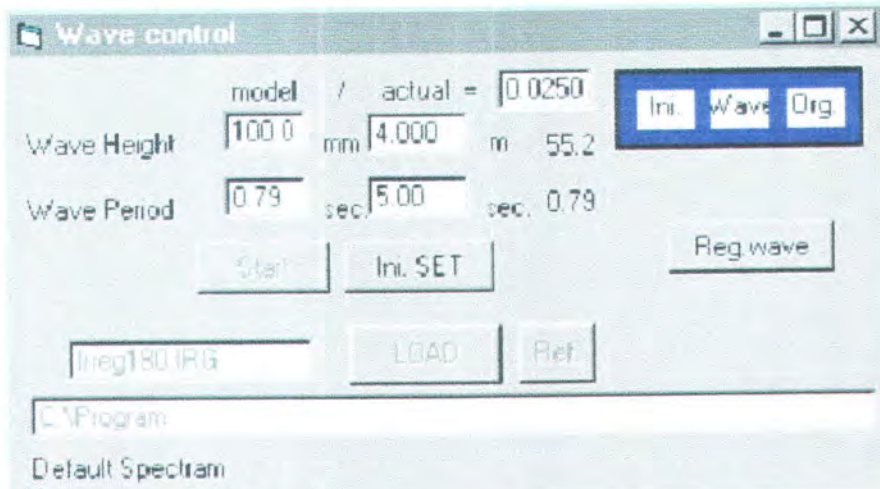 Wave control
model / actual = 0.0250
Wave Height 100.0 mm 4.000 m 55.2
Wave Period 0.79 sec. 5.00 sec. 0.79
Ini. Wave Org.
Start Ini. SET
Reg.wave
Irreg180.IRG LOAD Ref.
C:\Program
Default Spectram